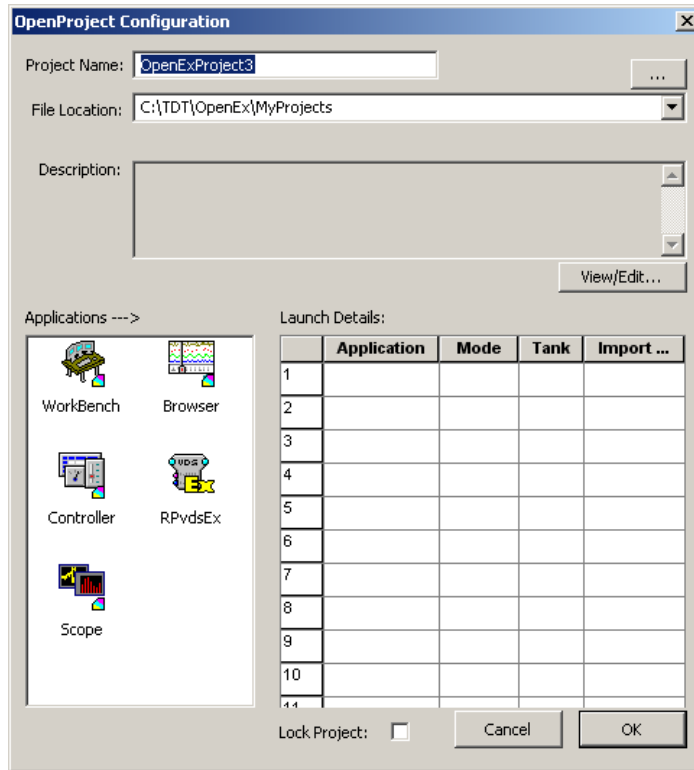 OpenProject Configuration
Project Name: OpenExProject3
...
File Location: C:\TDT\OpenEx\MyProjects
Description:
View/Edit...
Applications --->
WorkBench Browser
Controller RPvdsEx
Scope
Launch Details:
Application Mode Tank Import ...
1
2
3
4
5
6
7
8
9
10
11
Lock Project: Cancel OK